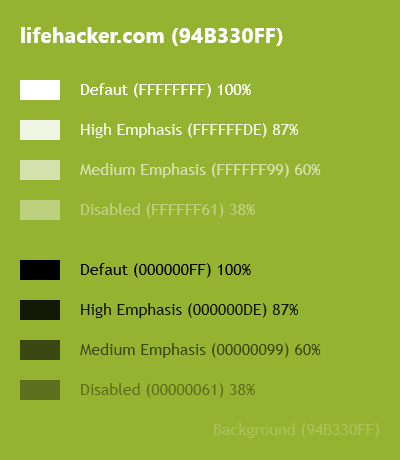 lifehacker.com (94B330FF)
Defaut (FFFFFFFF) 100%
High Emphasis (FFFFFFDE) 87%
Medium Emphasis (FFFFFF99) 60%
Disabled (FFFFFF61) 38%
Defaut (000000FF) 100%
High Emphasis (000000DE) 87%
Medium Emphasis (00000099) 60%
Disabled (00000061) 38%
Background (94B330FF)